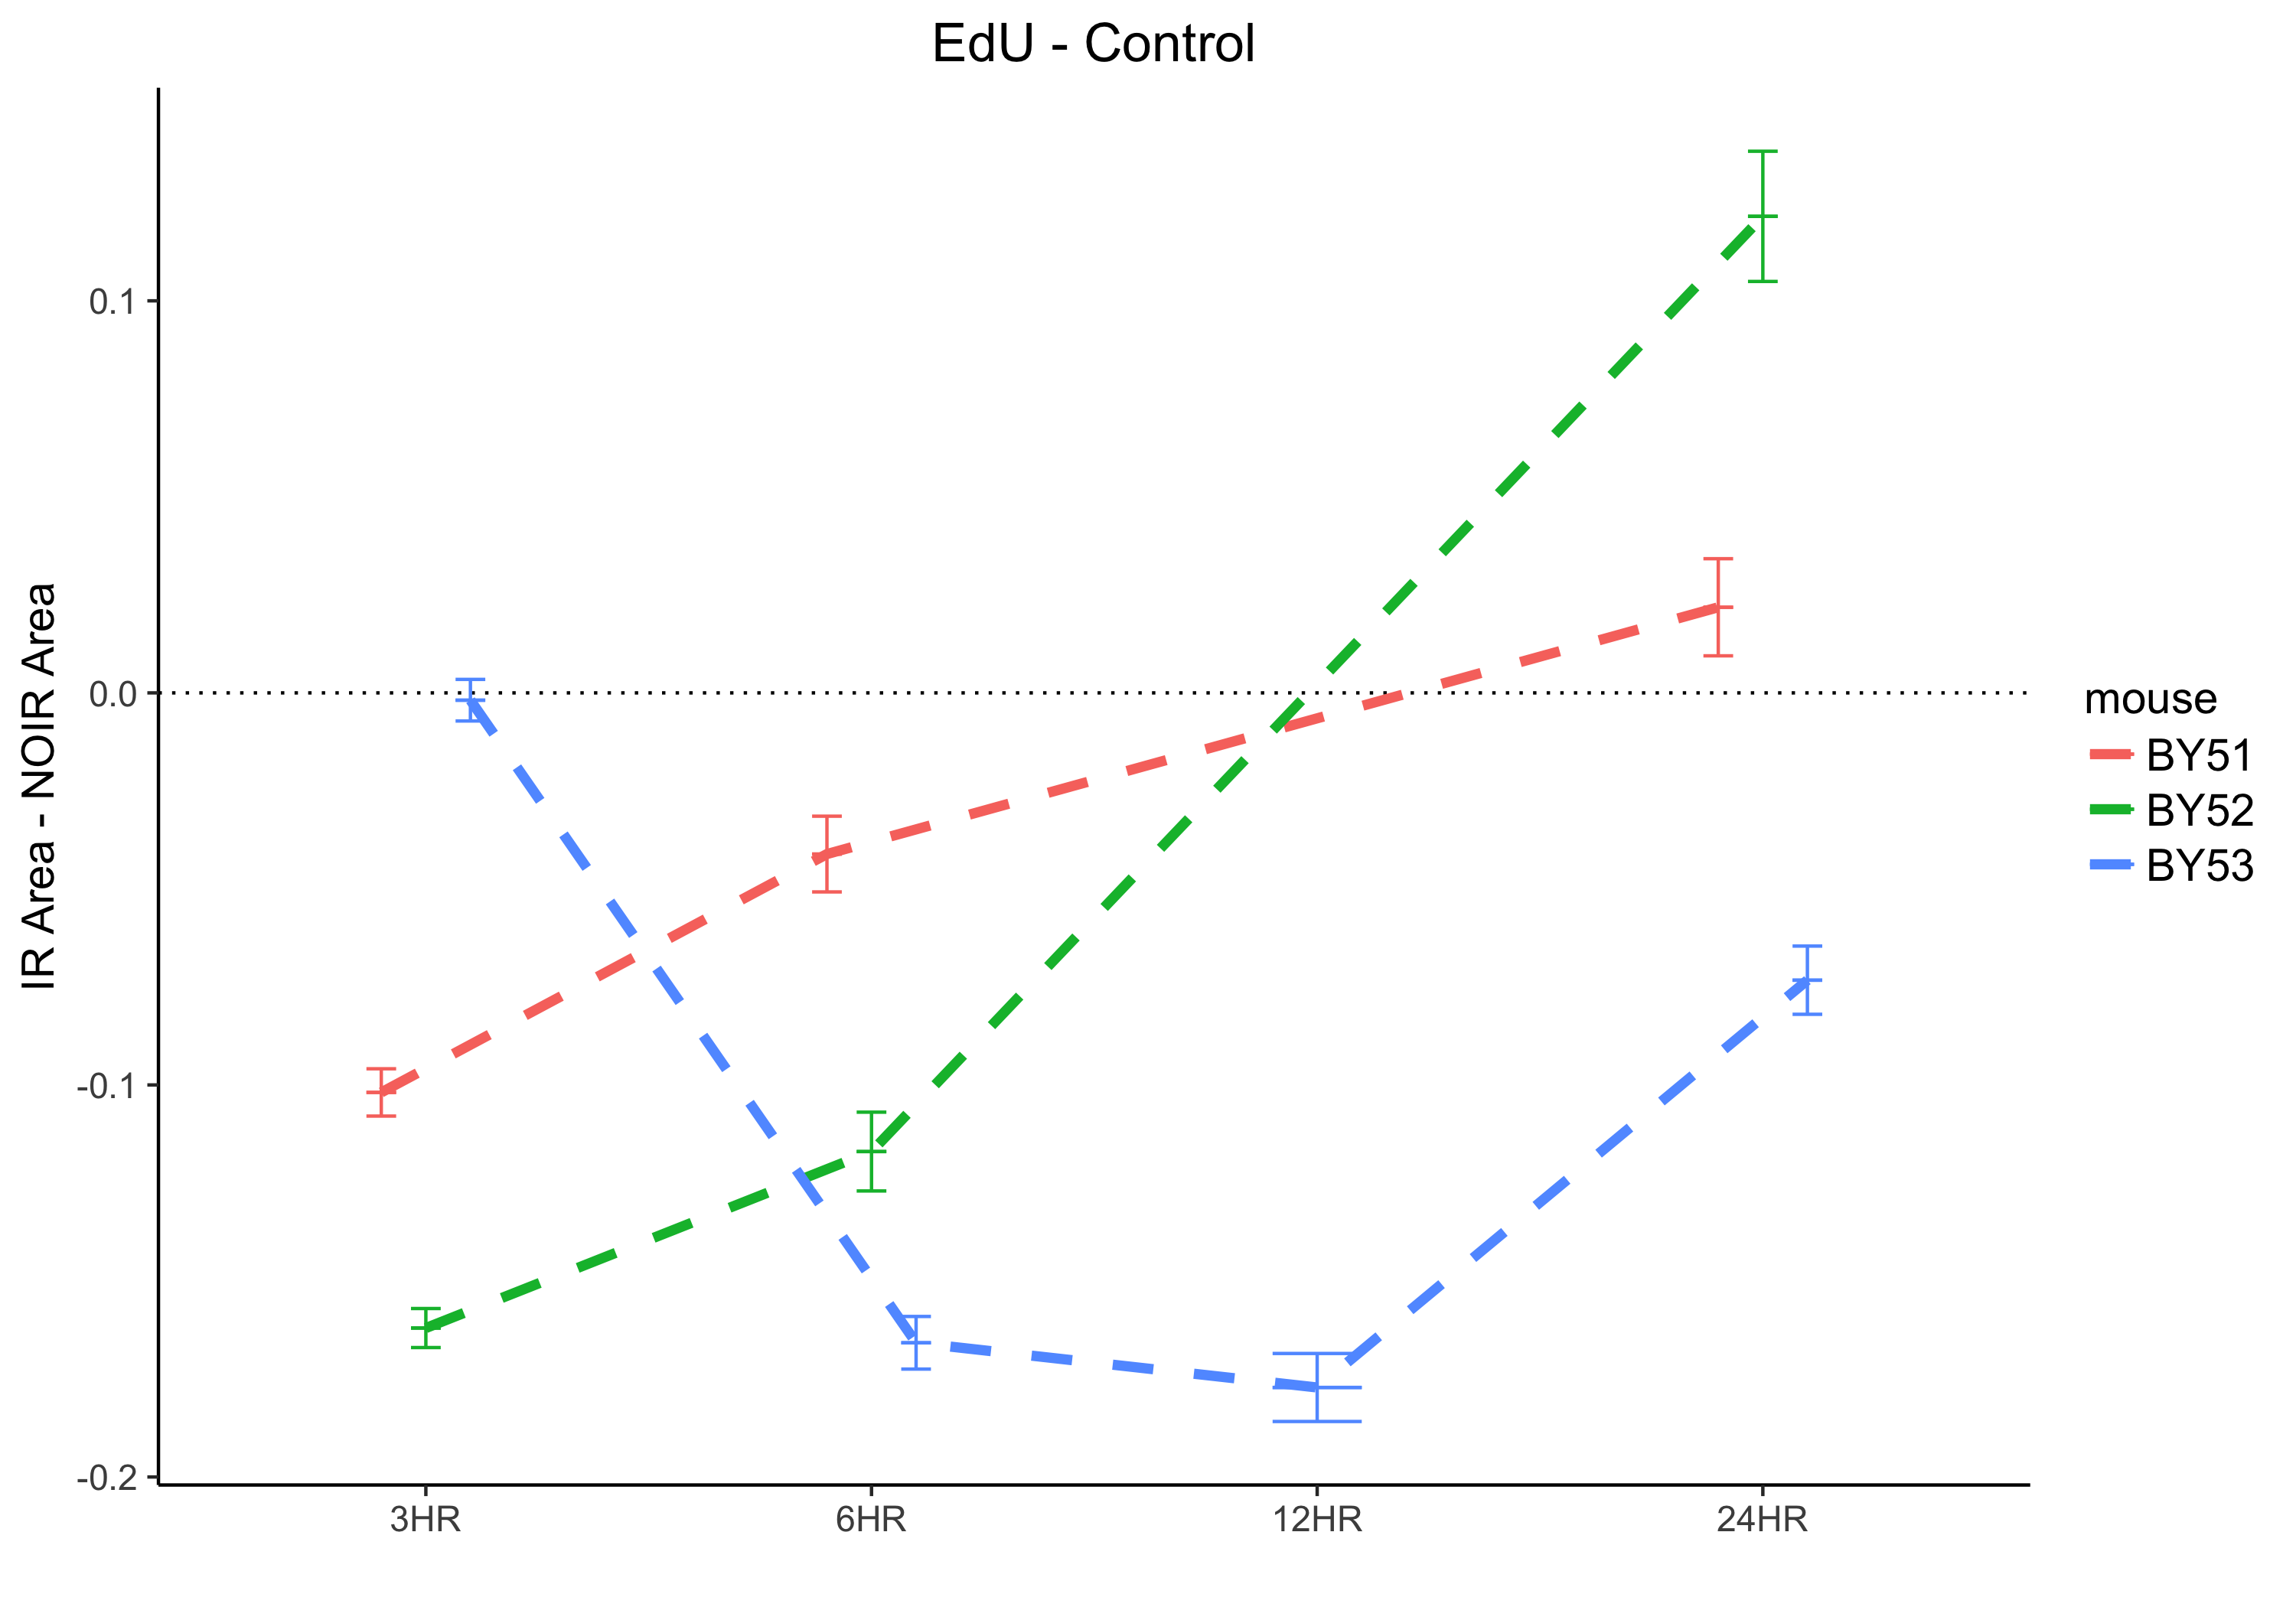 EdU - Control
IR Area - NOIR Area
0.1
0.0
-0.1
-0.2
3HR
6HR
12HR
24HR
mouse
BY51
BY52
BY53